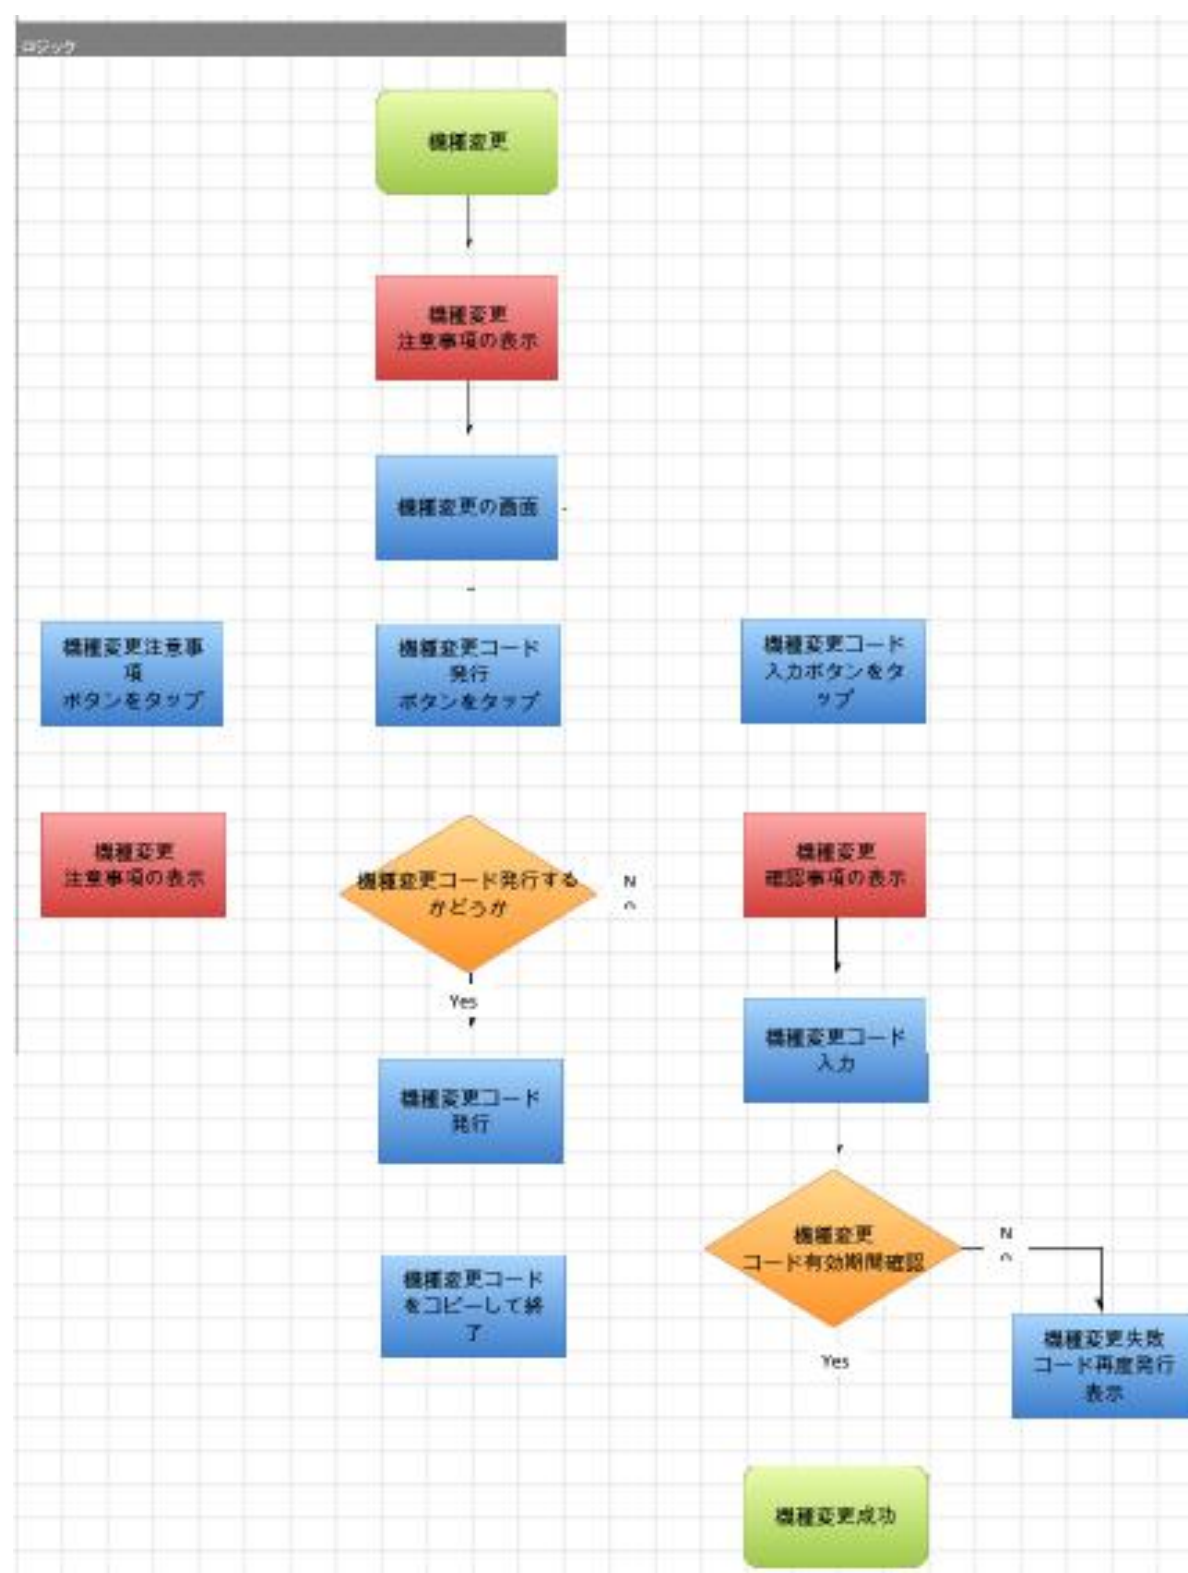 ロジック
機種変更
機種変更
注意事項の表示
機種変更の画面
機種変更注意事
項
ボタンをタップ
機種変更コード
発行
ボタンをタップ
機種変更コード
入力ボタンをタ
ップ
機種変更
注意事項の表示
機種変更コード発行する
かどうか
N
o
機種変更
確認事項の表示
Yes
機種変更コード
入力
機種変更コード
発行
機種変更
コード有効期間確認
N
o
機種変更コード
をコピーして終
了
Yes
機種変更失敗
コード再度発行
表示
機種変更成功